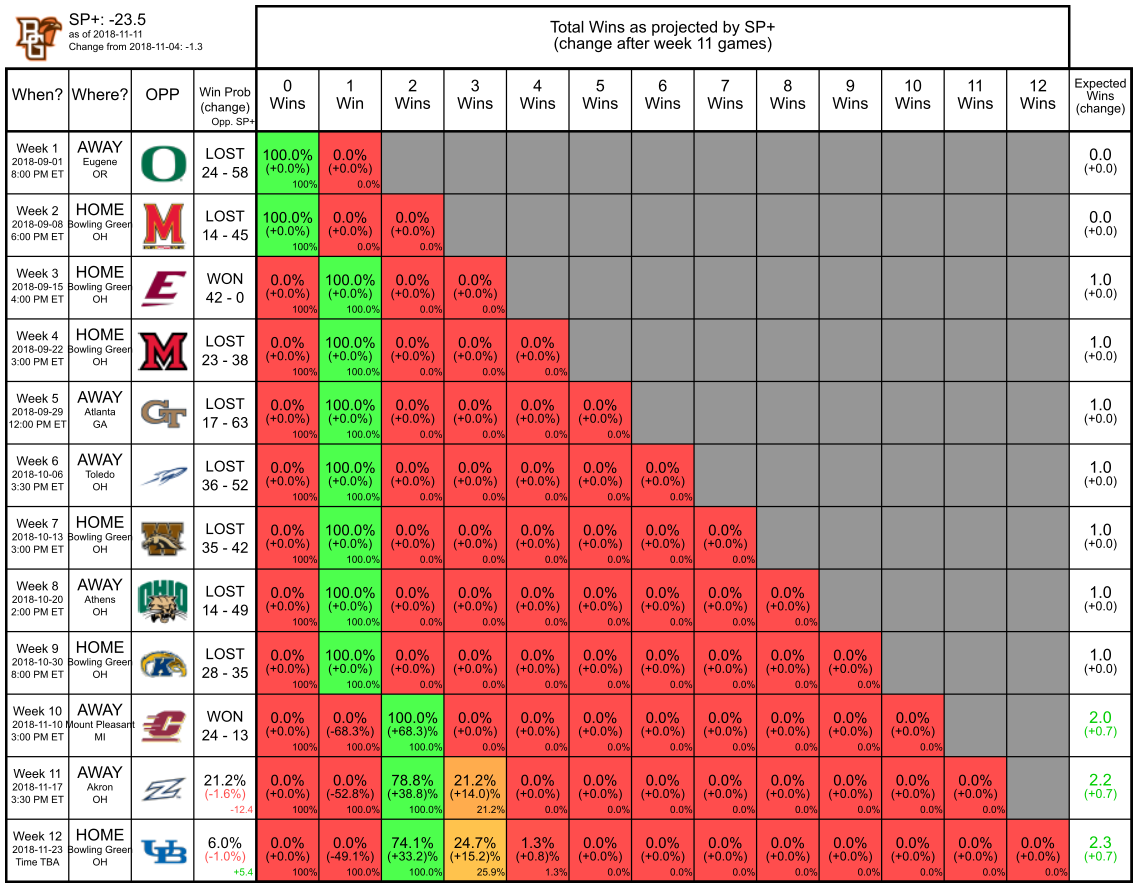 SP+: -23.5
as of 2018-11-11
Change from 2018-11-04: -1.3
Total Wins as projected by SP+
(change after week 11 games)
When? Where? OPP Win Prob (change) Opp. SP+ 0 Wins 1 Win 2 Wins 3 Wins 4 Wins 5 Wins 6 Wins 7 Wins 8 Wins 9 Wins 10 Wins 11 Wins 12 Wins Expected Wins (change)
Week 1 AWAY LOST 100.0% 0.0% 0.0
2018-09-01 Eugene O (+0.0%) (+0.0%) (+0.0)
8:00 PM ET OR 24 - 58 100% 0.0%
Week 2 HOME LOST 100.0% 0.0% 0.0% 0.0
2018-09-08 Bowling Green M (+0.0%) (+0.0%) (+0.0%) (+0.0)
6:00 PM ET OH 14 - 45 100% 0.0% 0.0%
Week 3 HOME WON 0.0% 100.0% 0.0% 0.0% 1.0
2018-09-15 Bowling Green E (+0.0%) (+0.0%) (+0.0%) (+0.0%) (+0.0)
4:00 PM ET OH 42 - 0 100% 100.0% 0.0% 0.0%
Week 4 HOME LOST 0.0% 100.0% 0.0% 0.0% 0.0% 1.0
2018-09-22 Bowling Green M (+0.0%) (+0.0%) (+0.0%) (+0.0%) (+0.0%) (+0.0)
3:00 PM ET OH 23 - 38 100% 100.0% 0.0% 0.0% 0.0%
Week 5 AWAY LOST 0.0% 100.0% 0.0% 0.0% 0.0% 0.0% 1.0
2018-09-29 Atlanta GT (+0.0%) (+0.0%) (+0.0%) (+0.0%) (+0.0%) (+0.0%) (+0.0)
12:00 PM ET GA 17 - 63 100% 100.0% 0.0% 0.0% 0.0% 0.0%
Week 6 AWAY LOST 0.0% 100.0% 0.0% 0.0% 0.0% 0.0% 0.0% 1.0
2018-10-06 Toledo (+0.0%) (+0.0%) (+0.0%) (+0.0%) (+0.0%) (+0.0%) (+0.0%) (+0.0)
3:30 PM ET OH 36 - 52 100% 100.0% 0.0% 0.0% 0.0% 0.0% 0.0%
Week 7 HOME LOST 0.0% 100.0% 0.0% 0.0% 0.0% 0.0% 0.0% 0.0% 1.0
2018-10-13 Bowling Green W (+0.0%) (+0.0%) (+0.0%) (+0.0%) (+0.0%) (+0.0%) (+0.0%) (+0.0%) (+0.0)
3:00 PM ET OH 35 - 42 100% 100.0% 0.0% 0.0% 0.0% 0.0% 0.0% 0.0%
Week 8 AWAY LOST 0.0% 100.0% 0.0% 0.0% 0.0% 0.0% 0.0% 0.0% 0.0% 1.0
2018-10-20 Athens OHIO (+0.0%) (+0.0%) (+0.0%) (+0.0%) (+0.0%) (+0.0%) (+0.0%) (+0.0%) (+0.0%) (+0.0)
2:00 PM ET OH 14 - 49 100% 100.0% 0.0% 0.0% 0.0% 0.0% 0.0% 0.0% 0.0%
Week 9 HOME LOST 0.0% 100.0% 0.0% 0.0% 0.0% 0.0% 0.0% 0.0% 0.0% 0.0% 1.0
2018-10-30 Bowling Green K (+0.0%) (+0.0%) (+0.0%) (+0.0%) (+0.0%) (+0.0%) (+0.0%) (+0.0%) (+0.0%) (+0.0%) (+0.0)
8:00 PM ET OH 28 - 35 100% 100.0% 0.0% 0.0% 0.0% 0.0% 0.0% 0.0% 0.0% 0.0%
Week 10 AWAY WON 0.0% 0.0% 100.0% 0.0% 0.0% 0.0% 0.0% 0.0% 0.0% 0.0% 0.0% 2.0
2018-11-10 Mount Pleasant C (+0.0%) (-68.3%) (+68.3%) (+0.0%) (+0.0%) (+0.0%) (+0.0%) (+0.0%) (+0.0%) (+0.0%) (+0.0%) (+0.7)
3:00 PM ET MI 24 - 13 100% 100.0% 100.0% 0.0% 0.0% 0.0% 0.0% 0.0% 0.0% 0.0% 0.0%
Week 11 AWAY 21.2% 0.0% 0.0% 78.8% 21.2% 0.0% 0.0% 0.0% 0.0% 0.0% 0.0% 0.0% 0.0% 2.2
2018-11-17 Akron (-1.6%) (+0.0%) (-52.8%) (+38.8)% (+14.0)% (+0.0%) (+0.0%) (+0.0%) (+0.0%) (+0.0%) (+0.0%) (+0.0%) (+0.0%) (+0.7)
3:30 PM ET OH -12.4 100% 100.0% 100.0% 21.2% 0.0% 0.0% 0.0% 0.0% 0.0% 0.0% 0.0% 0.0%
Week 12 HOME 6.0% 0.0% 0.0% 74.1% 24.7% 1.3% 0.0% 0.0% 0.0% 0.0% 0.0% 0.0% 0.0% 0.0% 2.3
2018-11-23 Bowling Green UB (-1.0%) (+0.0%) (-49.1%) (+33.2)% (+15.2)% (+0.8)% (+0.0%) (+0.0%) (+0.0%) (+0.0%) (+0.0%) (+0.0%) (+0.0%) (+0.0%) (+0.7)
Time TBA OH +5.4 100% 100.0% 100.0% 25.9% 1.3% 0.0% 0.0% 0.0% 0.0% 0.0% 0.0% 0.0% 0.0%